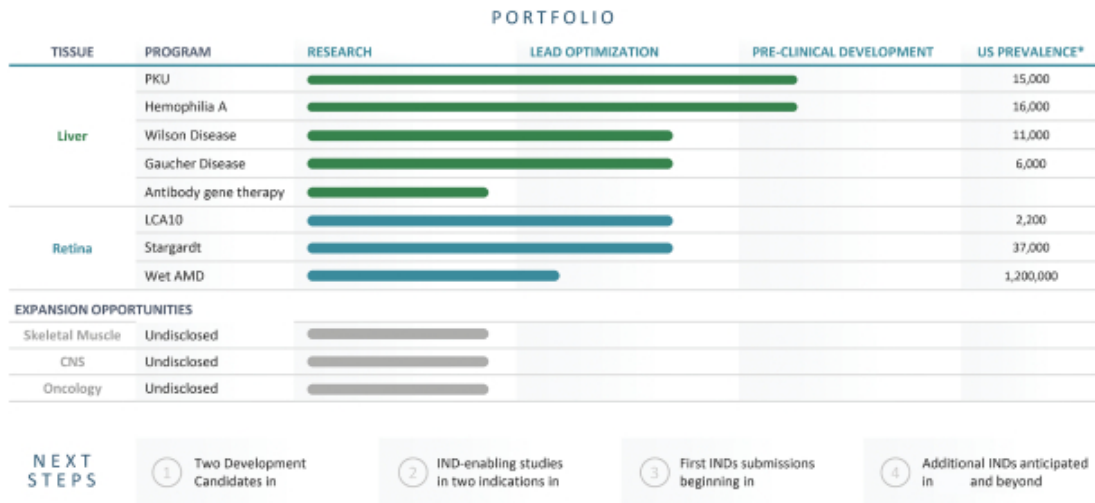 PORTFOLIO
TISSUE PROGRAM RESEARCH LEAD OPTIMIZATION PRE-CLINICAL DEVELOPMENT US PREVALENCE*
PKU 15,000
Hemophilia A 16,000
Liver Wilson Disease 11,000
Gaucher Disease 6,000
Antibody gene therapy
LCA10 2,200
Retina Stargardt 37,000
Wet AMD 1,200,000
EXPANSION OPPORTUNITIES
Skeletal Muscle Undisclosed
CNS Undisclosed
Oncology Undisclosed
NEXT
STEPS
1 Two Development
Candidates in
2 IND-enabling studies
in two indications in
3 First INDs submissions
beginning in
4 Additional INDs anticipated
in and beyond